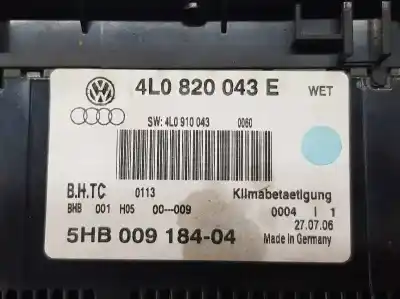 4L0 820 043 E WET
SW: 4L0 910 043 0060
B.H.TC 0113 Klimabetaetigung
BHB 001 H05 00---009 0004 I 1
27.07.06
5HB 009 184-04 Made in Germany